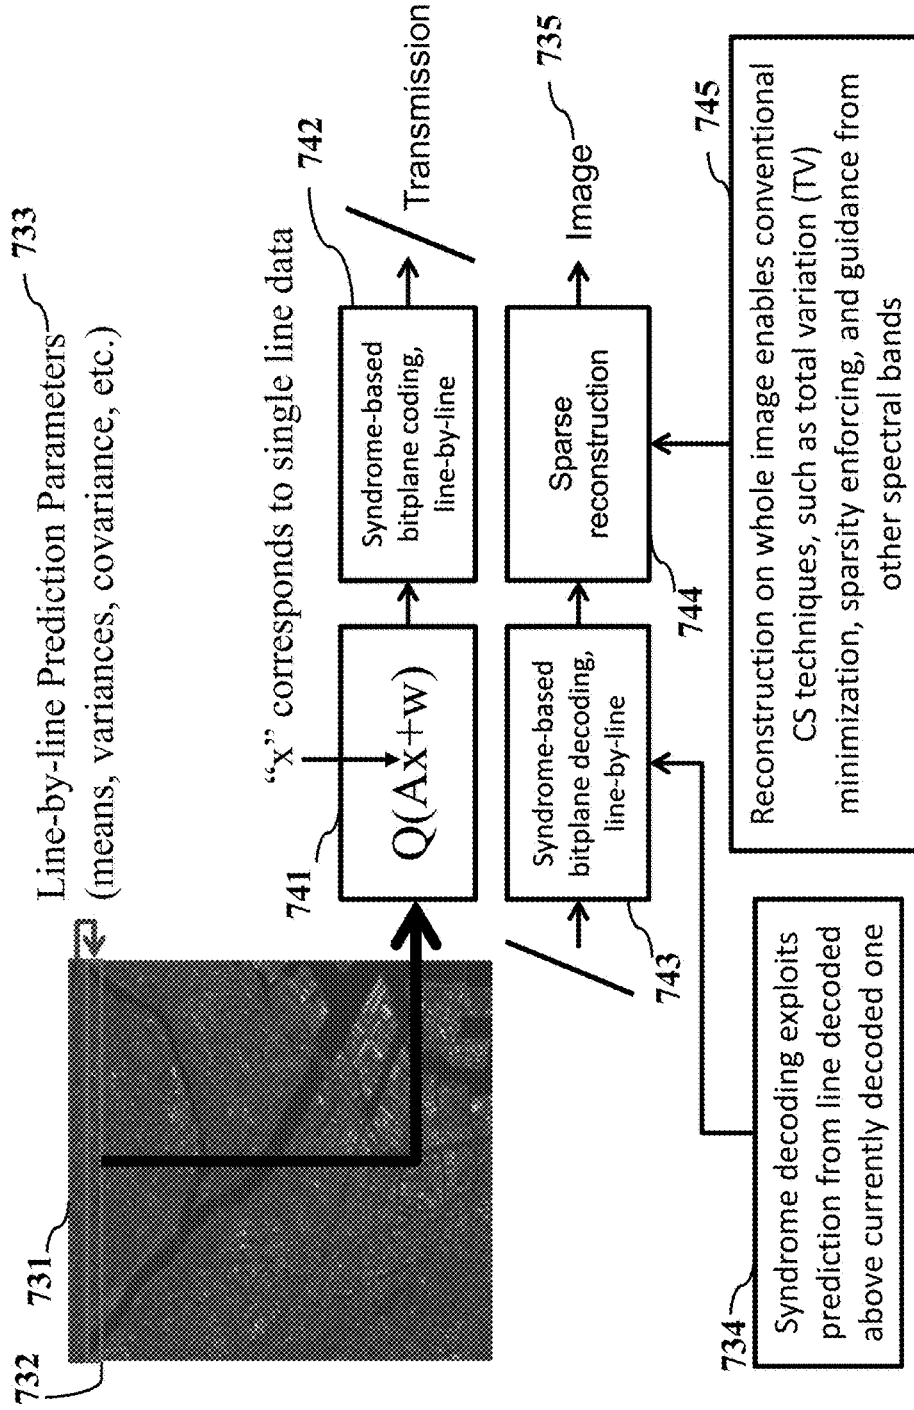 731
732
Line-by-line Prediction Parameters
733
(means, variances, covariance, etc.)
“x” corresponds to single line data
741
Q(Ax+w)
742
Syndrome-based
bitplane coding,
line-by-line
Transmission
743
Syndrome-based
bitplane decoding,
line-by-line
744
Sparse
reconstruction
Image
735
734
Syndrome decoding exploits
prediction from line decoded
above currently decoded one
745
Reconstruction on whole image enables conventional
CS techniques, such as total variation (TV)
minimization, sparsity enforcing, and guidance from
other spectral bands